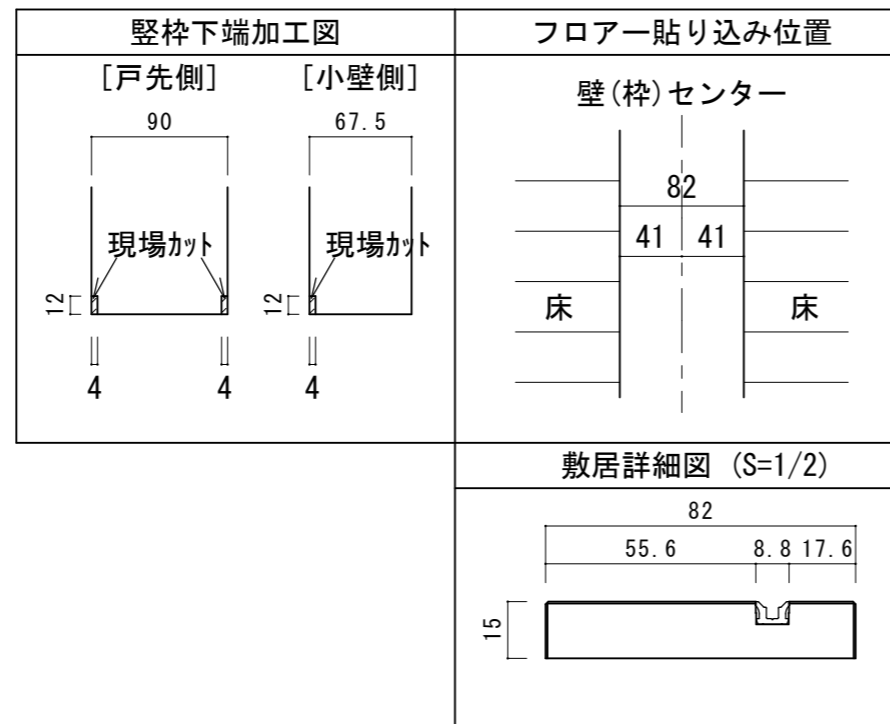 竪枠下端加工図
[戸先側] [小壁側]
90 67.5
現場ｶｯﾄ 現場カット
12 12
4 4 4
フロアー貼り込み位置
壁(枠)センター
82
41 41
床 床
敷居詳細図 (S=1/2)
82
55.6 8.8 17.6
15